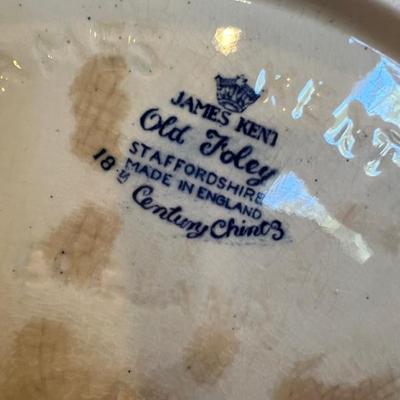 JAMES KENT
Old Foley
STAFFORDSHIRE
MADE IN ENGLAND
18th Century Chintz